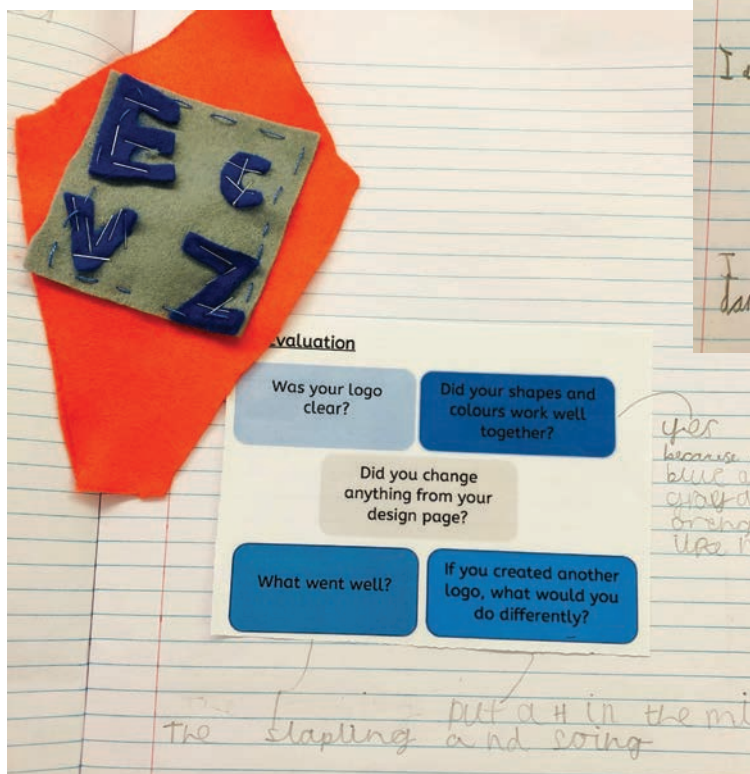 E
c
V
Z
I
I
Evaluation
Was your logo
clear?
Did your shapes and
colours work well
together?
yes
because
blue
Did you change
anything from your
design page?
What went well?
If you created another
logo, what would you
do differently?
put a H in the
The stapling and soing